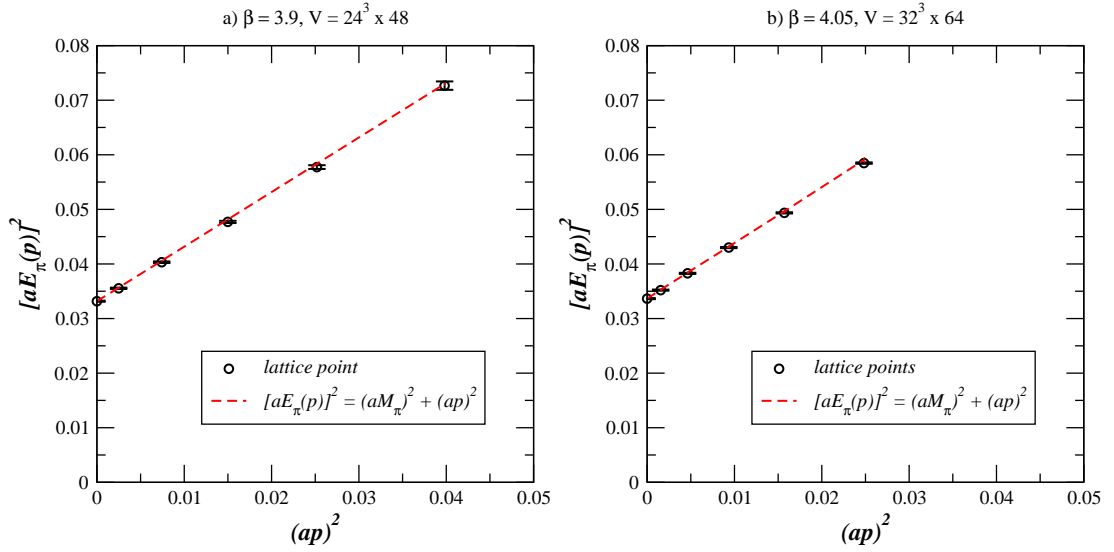 a) β = 3.9, V = 24³ x 48
[aE_π(p)]²
0.08
0.07
0.06
0.05
0.04
0.03
0.02
0.01
0
0 0.01 0.02 0.03 0.04 0.05
(ap)²
lattice point
[aE_π(p)]² = (aM_π)² + (ap)²
b) β = 4.05, V = 32³ x 64
[aE_π(p)]²
0.08
0.07
0.06
0.05
0.04
0.03
0.02
0.01
0
0 0.01 0.02 0.03 0.04 0.05
(ap)²
lattice points
[aE_π(p)]² = (aM_π)² + (ap)²